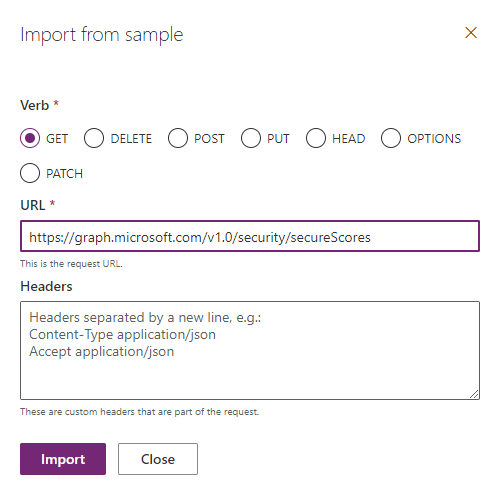 Import from sample
Verb *
GET DELETE POST PUT HEAD OPTIONS
PATCH
URL *
https://graph.microsoft.com/v1.0/security/secureScores
This is the request URL.
Headers
Headers separated by a new line, e.g.:
Content-Type application/json
Accept application/json
These are custom headers that are part of the request.
Import Close